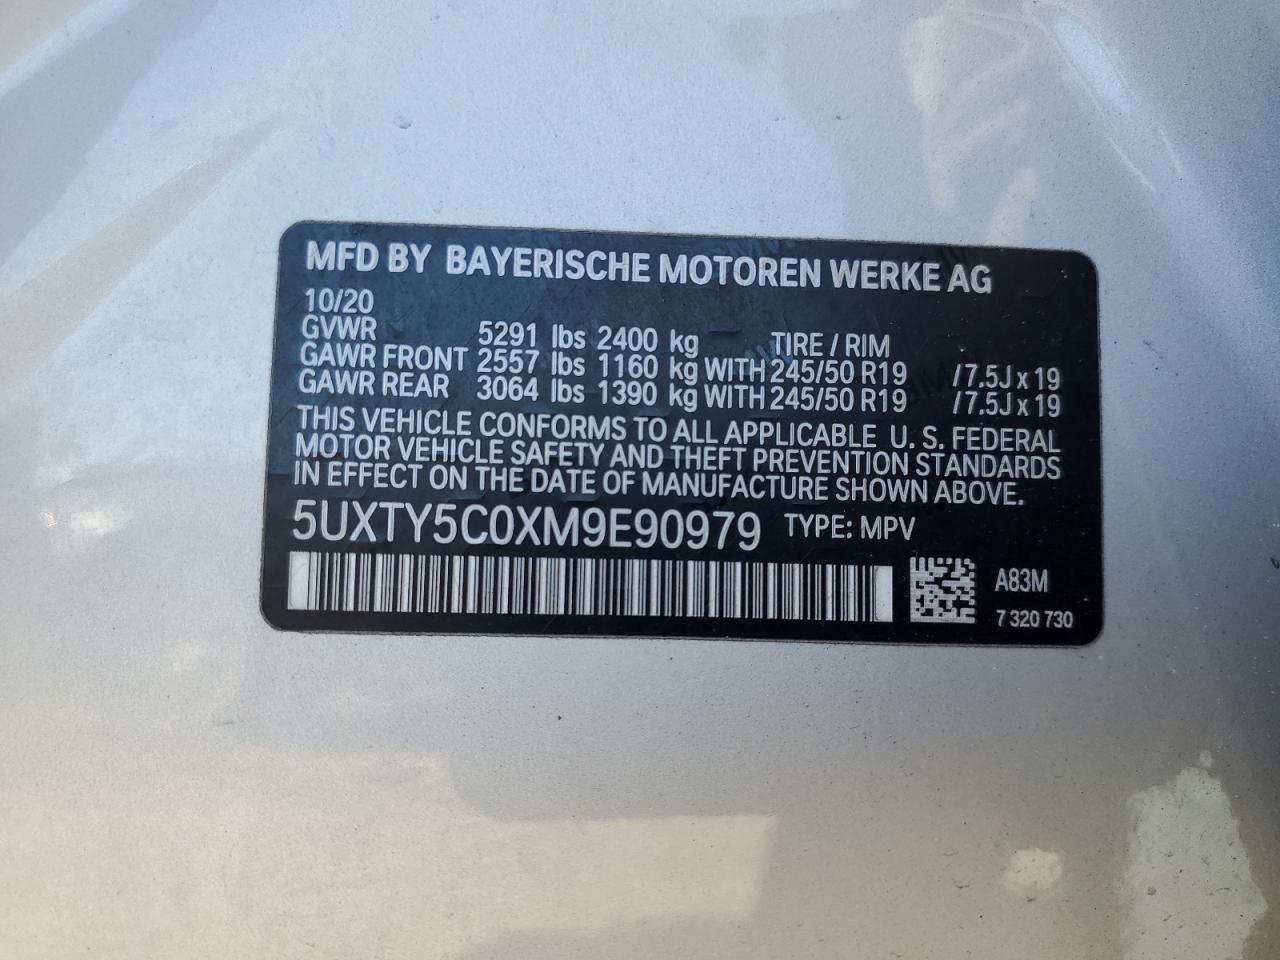 MFD BY BAYERISCHE MOTOREN WERKE AG
10/20
GVWR 5291 lbs 2400 kg TIRE / RIM
GAWR FRONT 2557 lbs 1160 kg WITH 245/50 R19 /7.5J x 19
GAWR REAR 3064 lbs 1390 kg WITH 245/50 R19 /7.5J x 19
THIS VEHICLE CONFORMS TO ALL APPLICABLE U. S. FEDERAL
MOTOR VEHICLE SAFETY AND THEFT PREVENTION STANDARDS
IN EFFECT ON THE DATE OF MANUFACTURE SHOWN ABOVE.
5UXTY5C0XM9E90979 TYPE: MPV
A83M
7 320 730